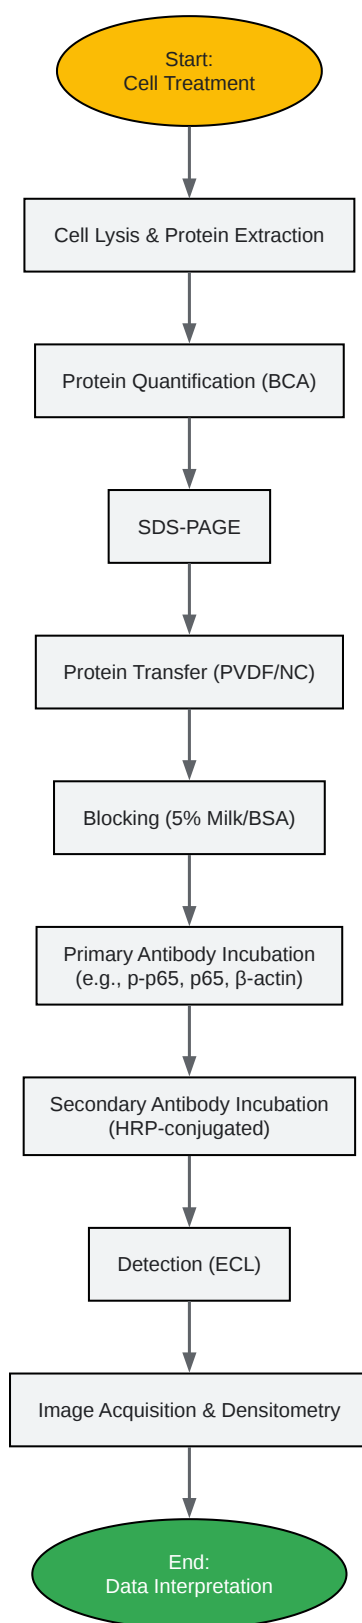 Start:
Cell Treatment
Cell Lysis & Protein Extraction
Protein Quantification (BCA)
SDS-PAGE
Protein Transfer (PVDF/NC)
Blocking (5% Milk/BSA)
Primary Antibody Incubation
(e.g., p-p65, p65, β-actin)
Secondary Antibody Incubation
(HRP-conjugated)
Detection (ECL)
Image Acquisition & Densitometry
End:
Data Interpretation